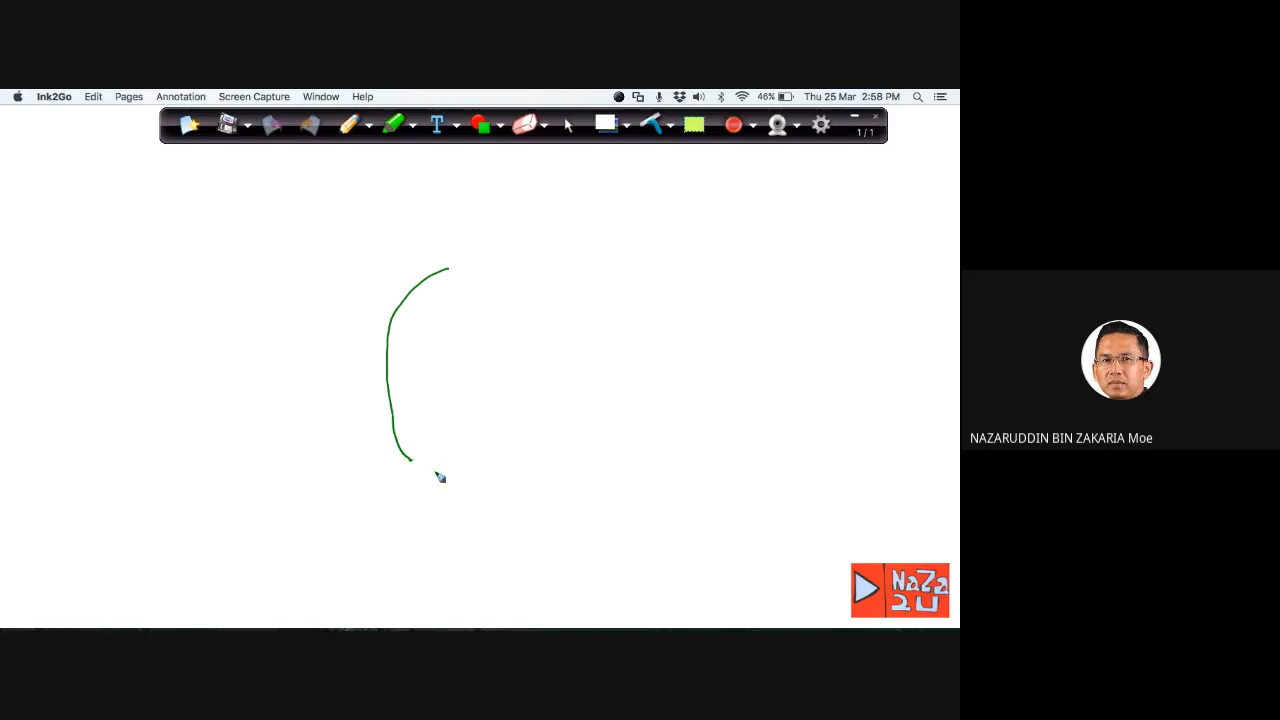 Ink2Go Edit Pages Annotation Screen Capture Window Help 46% Thu 25 Mar 2:58 PM
T
1 / 1
NAZARUDDIN BIN ZAKARIA Moe
NaZa
2U